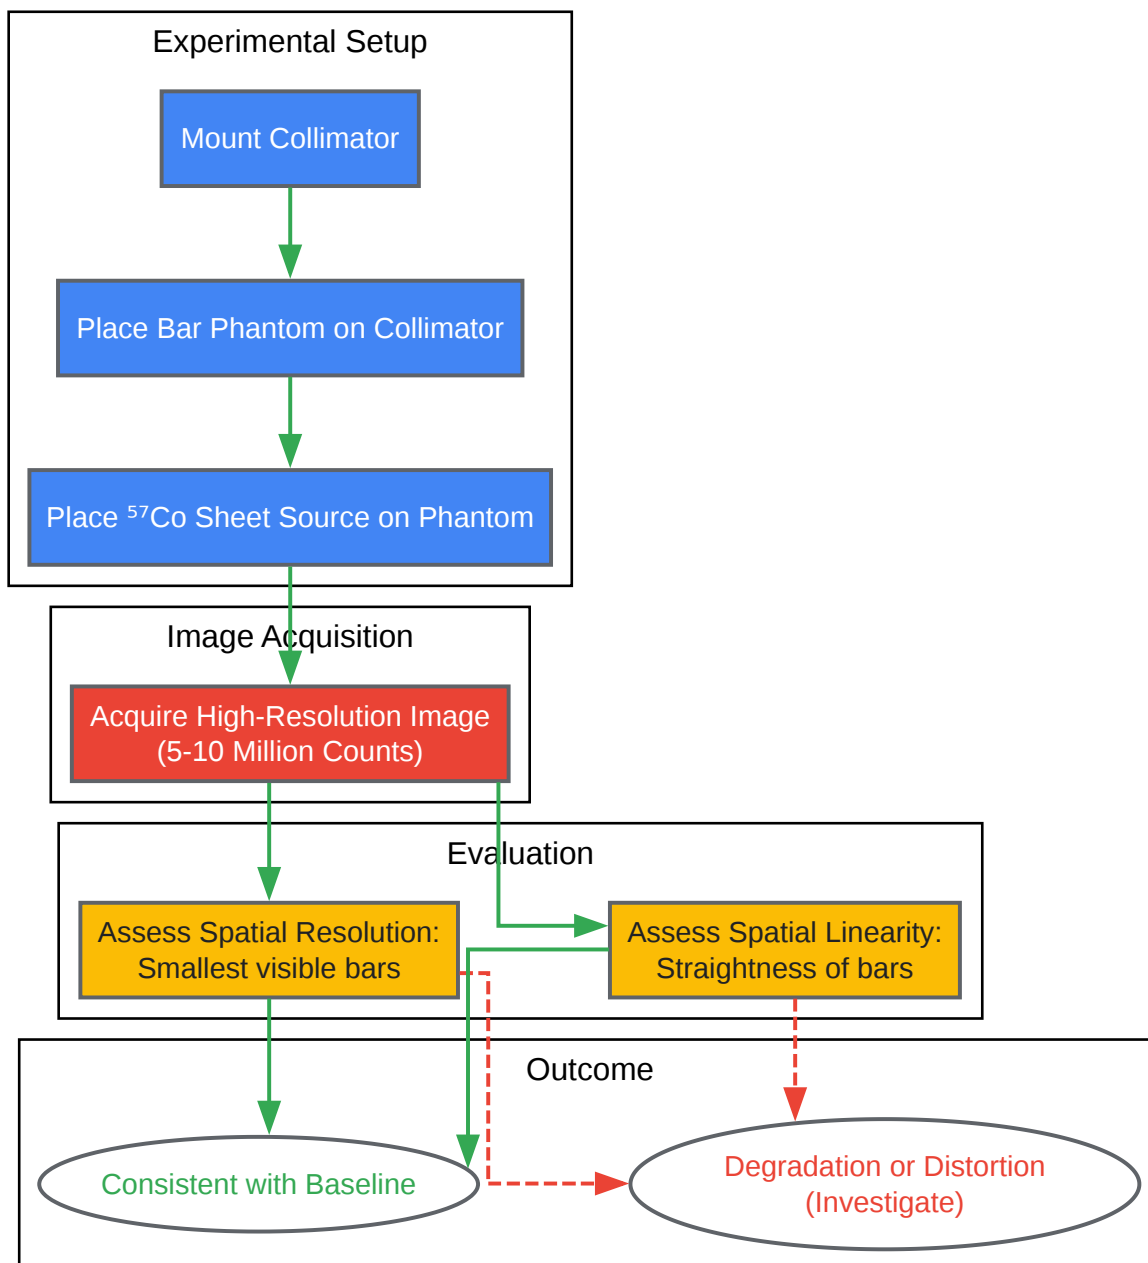 Experimental Setup
Mount Collimator
Place Bar Phantom on Collimator
Place ⁵⁷Co Sheet Source on Phantom
Image Acquisition
Acquire High-Resolution Image
(5-10 Million Counts)
Evaluation
Assess Spatial Resolution:
Smallest visible bars
Assess Spatial Linearity:
Straightness of bars
Outcome
Consistent with Baseline
Degradation or Distortion
(Investigate)